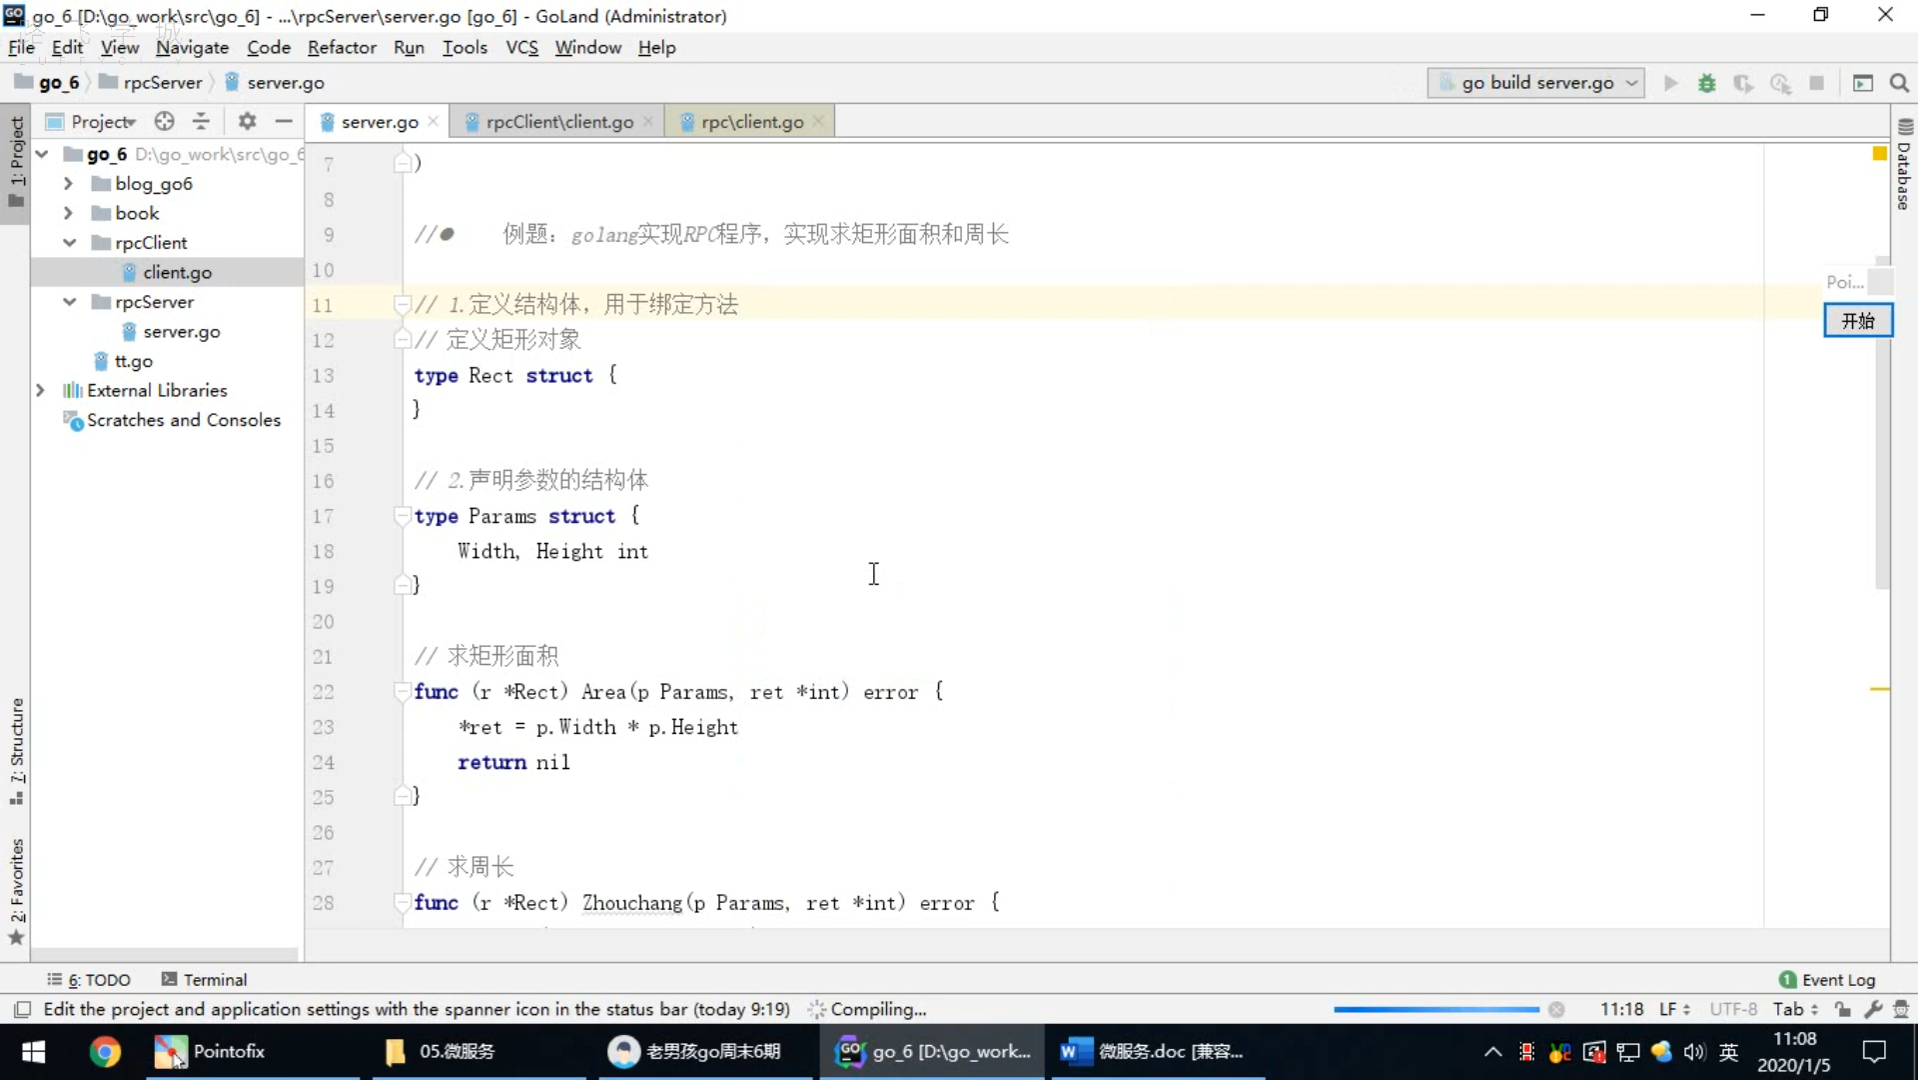 go_6 [D:\go_work\src\go_6] - ...\rpcServer\server.go [go_6] - GoLand (Administrator)
File Edit View Navigate Code Refactor Run Tools VCS Window Help
go_6 rpcServer server.go go build server.go
Project server.go rpcClient\client.go rpc\client.go
1: Project
go_6 D:\go_work\src\go_6
blog_go6
book
rpcClient
client.go
rpcServer
server.go
tt.go
External Libraries
Scratches and Consoles
7: Structure
2: Favorites
7 )
8
9 //● 例题：golang实现RPC程序，实现求矩形面积和周长
10
11 // 1.定义结构体，用于绑定方法
12 // 定义矩形对象
13 type Rect struct {
14 }
15
16 // 2.声明参数的结构体
17 type Params struct {
18 Width, Height int
19 }
20
21 // 求矩形面积
22 func (r *Rect) Area(p Params, ret *int) error {
23 *ret = p.Width * p.Height
24 return nil
25 }
26
27 // 求周长
28 func (r *Rect) Zhouchang(p Params, ret *int) error {
Database
Poi...
开始
6: TODO Terminal 1 Event Log
Edit the project and application settings with the spanner icon in the status bar (today 9:19) Compiling... 11:18 LF UTF-8 Tab
Pointofix 05.微服务 老男孩go周末6期 go_6 [D:\go_work... 微服务.doc [兼容... 英 11:08
2020/1/5